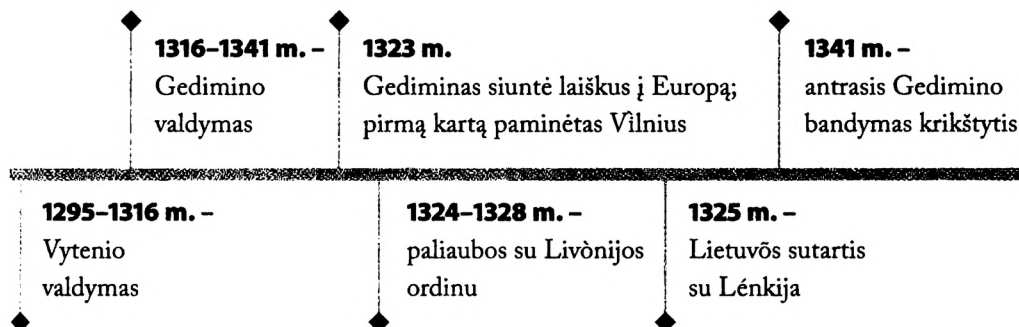 1316–1341 m. –
Gedimino
valdymas
1323 m.
Gediminas siuntė laiškus į Europą;
pirmą kartą paminėtas Vìlnius
1341 m. –
antrasis Gedimino
bandymas krikštytis
1295–1316 m. –
Vytenio
valdymas
1324–1328 m. –
paliaubos su Livònijos
ordinu
1325 m. –
Lietuvõs sutartis
su Lénkija